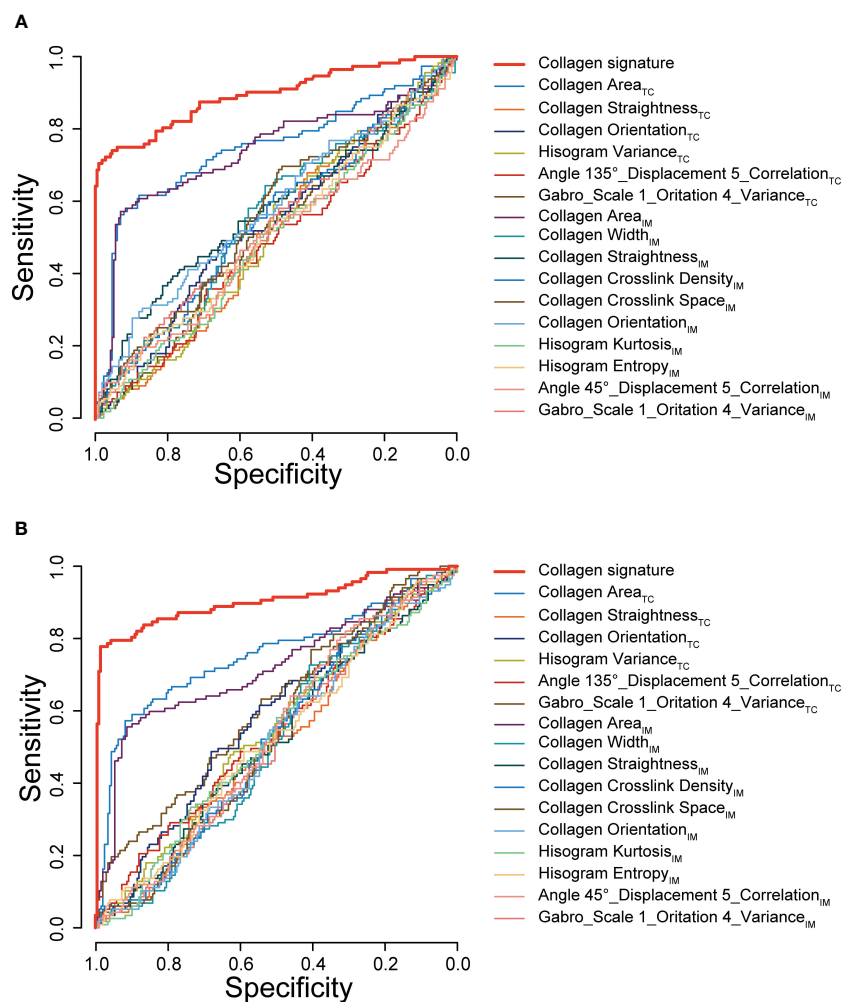 A
Sensitivity
1.0
0.8
0.6
0.4
0.2
0.0
1.0 0.8 0.6 0.4 0.2 0.0
Specificity
Collagen signature
Collagen AreaTC
Collagen StraightnessTC
Collagen OrientationTC
Hisogram VarianceTC
Angle 135°_Displacement 5_CorrelationTC
Gabro_Scale 1_Oritation 4_VarianceTC
Collagen AreaIM
Collagen WidthIM
Collagen StraightnessIM
Collagen Crosslink DensityIM
Collagen Crosslink SpaceIM
Collagen OrientationIM
Hisogram KurtosisIM
Hisogram EntropyIM
Angle 45°_Displacement 5_CorrelationIM
Gabro_Scale 1_Oritation 4_VarianceIM
B
Sensitivity
1.0
0.8
0.6
0.4
0.2
0.0
1.0 0.8 0.6 0.4 0.2 0.0
Specificity
Collagen signature
Collagen AreaTC
Collagen StraightnessTC
Collagen OrientationTC
Hisogram VarianceTC
Angle 135°_Displacement 5_CorrelationTC
Gabro_Scale 1_Oritation 4_VarianceTC
Collagen AreaIM
Collagen WidthIM
Collagen StraightnessIM
Collagen Crosslink DensityIM
Collagen Crosslink SpaceIM
Collagen OrientationIM
Hisogram KurtosisIM
Hisogram EntropyIM
Angle 45°_Displacement 5_CorrelationIM
Gabro_Scale 1_Oritation 4_VarianceIM